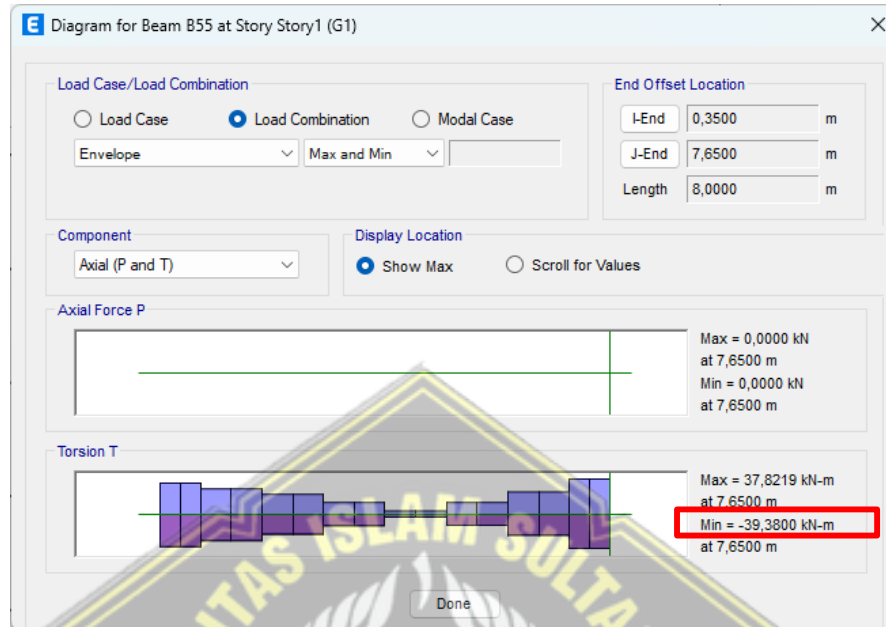 E Diagram for Beam B55 at Story Story1 (G1)
Load Case/Load Combination
Load Case Load Combination Modal Case
Envelope Max and Min
End Offset Location
I-End 0,3500 m
J-End 7,6500 m
Length 8,0000 m
Component
Axial (P and T)
Display Location
Show Max Scroll for Values
Axial Force P
Max = 0,0000 kN
at 7,6500 m
Min = 0,0000 kN
at 7,6500 m
Torsion T
Max = 37,8219 kN-m
at 7,6500 m
Min = -39,3800 kN-m
at 7,6500 m
ISLAM
Done